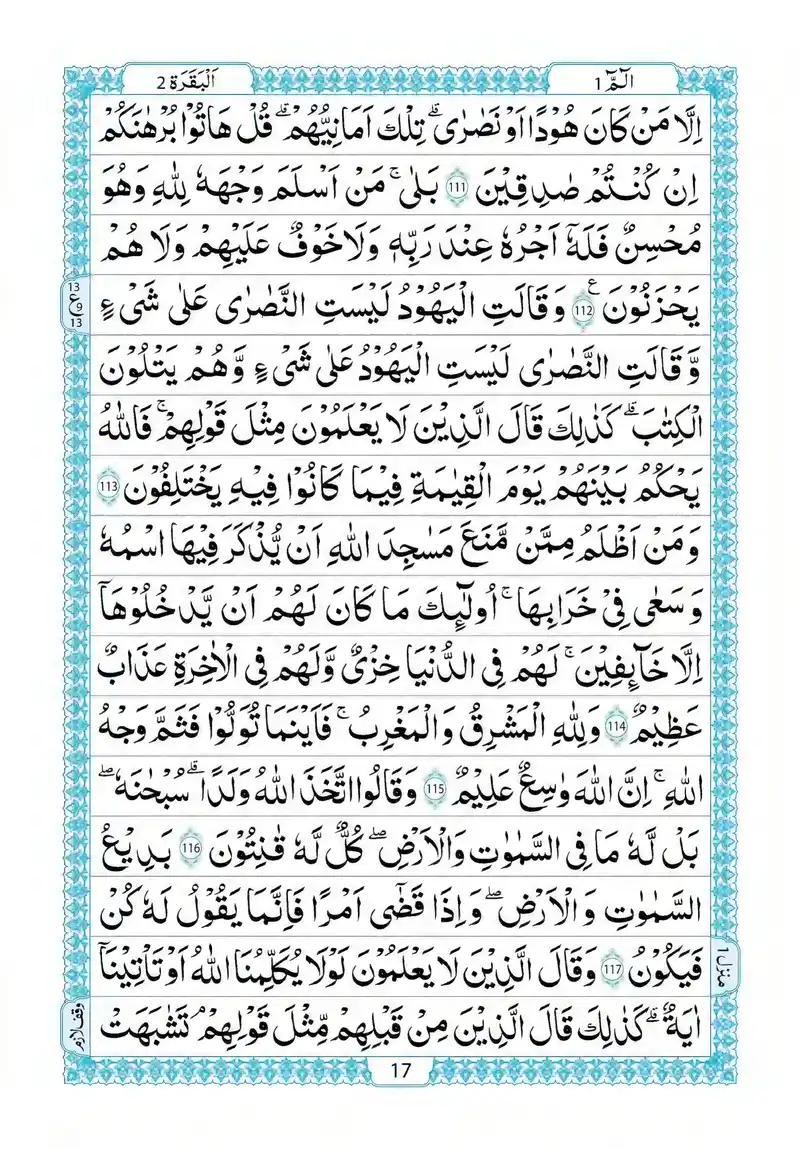 الٓمّٓ 1
اَلْبَقَرَة 2
اِلَّا مَنْ كَانَ هُوْدًا اَوْ نَصٰرٰى ؕ تِلْكَ اَمَانِيُّهُمْ ؕ قُلْ هَاتُوْا بُرْهَانَكُمْ
اِنْ كُنْتُمْ صٰدِقِيْنَ 111 بَلٰى ۚ مَنْ اَسْلَمَ وَجْهَهٗ لِلّٰهِ وَهُوَ
مُحْسِنٌ فَلَهٗۤ اَجْرُهٗ عِنْدَ رَبِّهٖ وَلَا خَوْفٌ عَلَيْهِمْ وَلَا هُمْ
يَحْزَنُوْنَ ع 112 وَقَالَتِ الْيَهُوْدُ لَيْسَتِ النَّصٰرٰى عَلٰى شَىْءٍ
13
ع 9
13
وَّقَالَتِ النَّصٰرٰى لَيْسَتِ الْيَهُوْدُ عَلٰى شَىْءٍ وَّهُمْ يَتْلُوْنَ
الْكِتٰبَ ؕ كَذٰلِكَ قَالَ الَّذِيْنَ لَا يَعْلَمُوْنَ مِثْلَ قَوْلِهِمْ ۚ فَاللّٰهُ
يَحْكُمُ بَيْنَهُمْ يَوْمَ الْقِيٰمَةِ فِيْمَا كَانُوْا فِيْهِ يَخْتَلِفُوْنَ 113
وَمَنْ اَظْلَمُ مِمَّنْ مَّنَعَ مَسٰجِدَ اللّٰهِ اَنْ يُّذْكَرَ فِيْهَا اسْمُهٗ
وَسَعٰى فِىْ خَرَابِهَا ؕ اُولٰٓئِكَ مَا كَانَ لَهُمْ اَنْ يَّدْخُلُوْهَاۤ
اِلَّا خَآئِفِيْنَ ۚ لَهُمْ فِى الدُّنْيَا خِزْىٌ وَّلَهُمْ فِى الْاٰخِرَةِ عَذَابٌ
عَظِيْمٌ 114 وَلِلّٰهِ الْمَشْرِقُ وَالْمَغْرِبُ ۚ فَاَيْنَمَا تُوَلُّوْا فَثَمَّ وَجْهُ
اللّٰهِ ۚ اِنَّ اللّٰهَ وٰسِعٌ عَلِيْمٌ 115 وَقَالُوا اتَّخَذَ اللّٰهُ وَلَدًا ۙ سُبْحٰنَهٗ ؕ
بَلْ لَّهٗ مَا فِى السَّمٰوٰتِ وَالْاَرْضِ ؕ كُلٌّ لَّهٗ قٰنِتُوْنَ 116 بَدِيْعُ
السَّمٰوٰتِ وَالْاَرْضِ ؕ وَاِذَا قَضٰٓى اَمْرًا فَاِنَّمَا يَقُوْلُ لَهٗ كُنْ
فَيَكُوْنُ 117 وَقَالَ الَّذِيْنَ لَا يَعْلَمُوْنَ لَوْلَا يُكَلِّمُنَا اللّٰهُ اَوْ تَاْتِيْنَاۤ
منزل 1
اٰيَةٌ ؕ كَذٰلِكَ قَالَ الَّذِيْنَ مِنْ قَبْلِهِمْ مِّثْلَ قَوْلِهِمْ ۘ تَشَابَهَتْ
وقف لازم
17